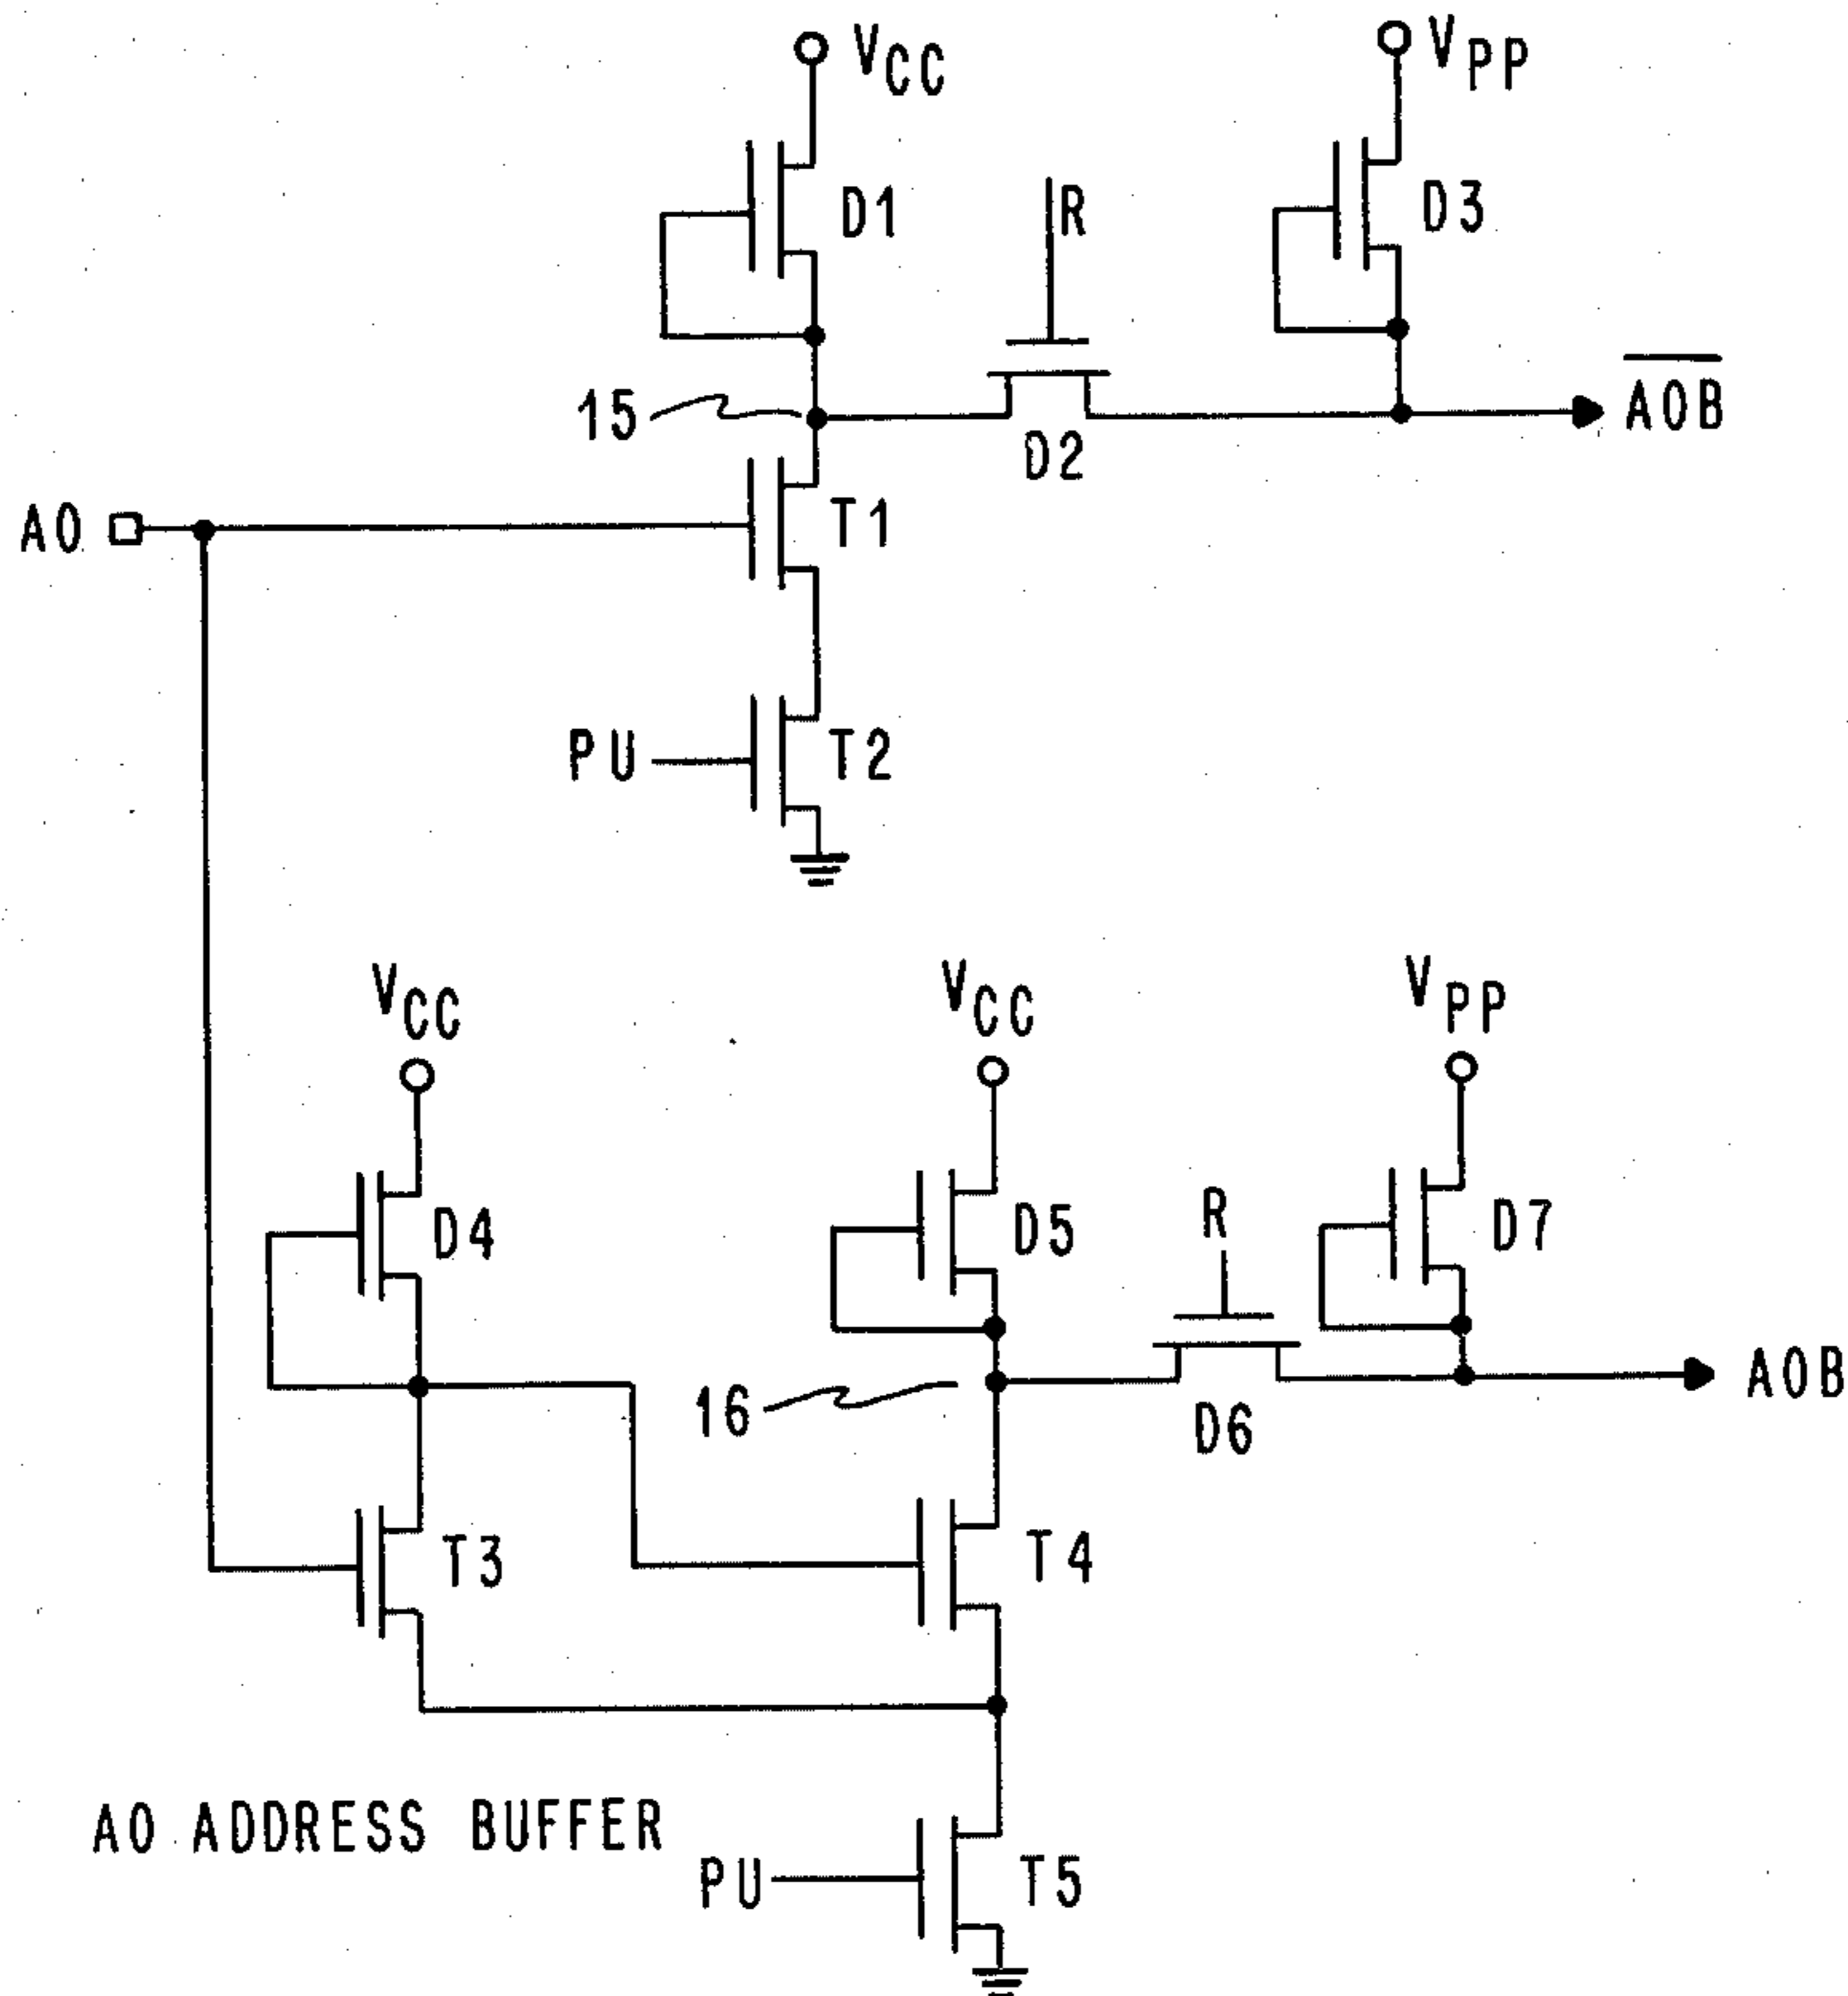 VCC
VPP
D1
R
D3
15
D2
A0B
A0
T1
PU
T2
VCC
VCC
VPP
D4
D5
R
D7
16
D6
A0B
T3
T4
A0 ADDRESS BUFFER
PU
T5